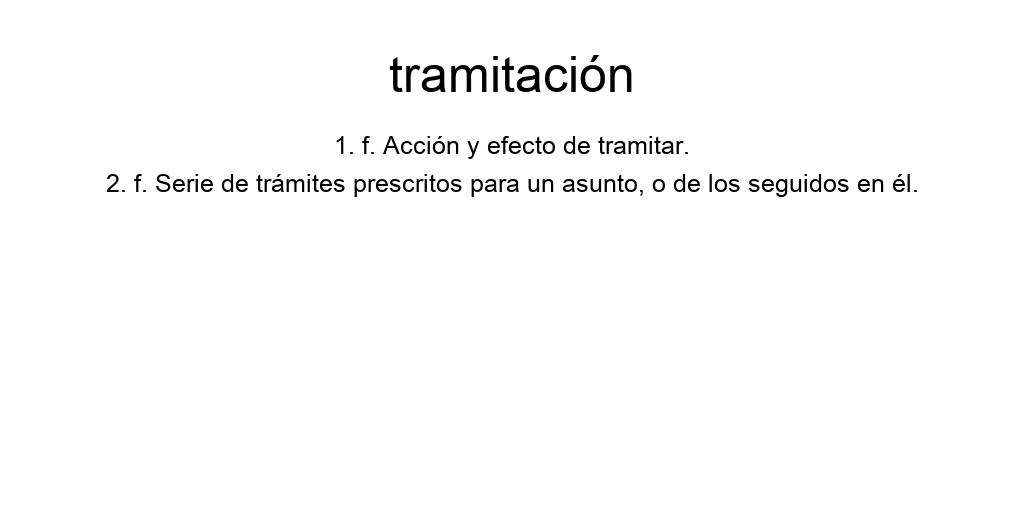 tramitación
1. f. Acción y efecto de tramitar.
2. f. Serie de trámites prescritos para un asunto, o de los seguidos en él.